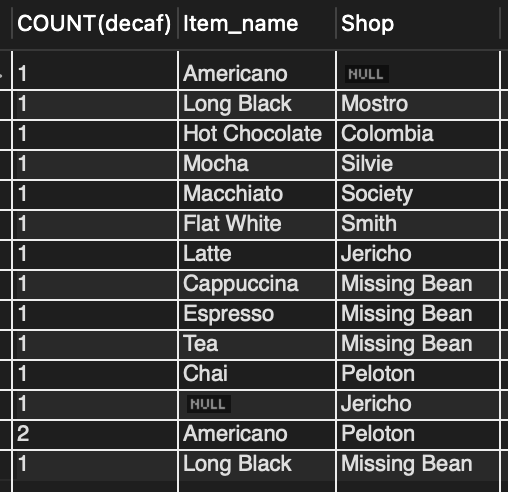 COUNT(decaf) Item_name Shop
1 Americano NULL
1 Long Black Mostro
1 Hot Chocolate Colombia
1 Mocha Silvie
1 Macchiato Society
1 Flat White Smith
1 Latte Jericho
1 Cappuccina Missing Bean
1 Espresso Missing Bean
1 Tea Missing Bean
1 Chai Peloton
1 NULL Jericho
2 Americano Peloton
1 Long Black Missing Bean